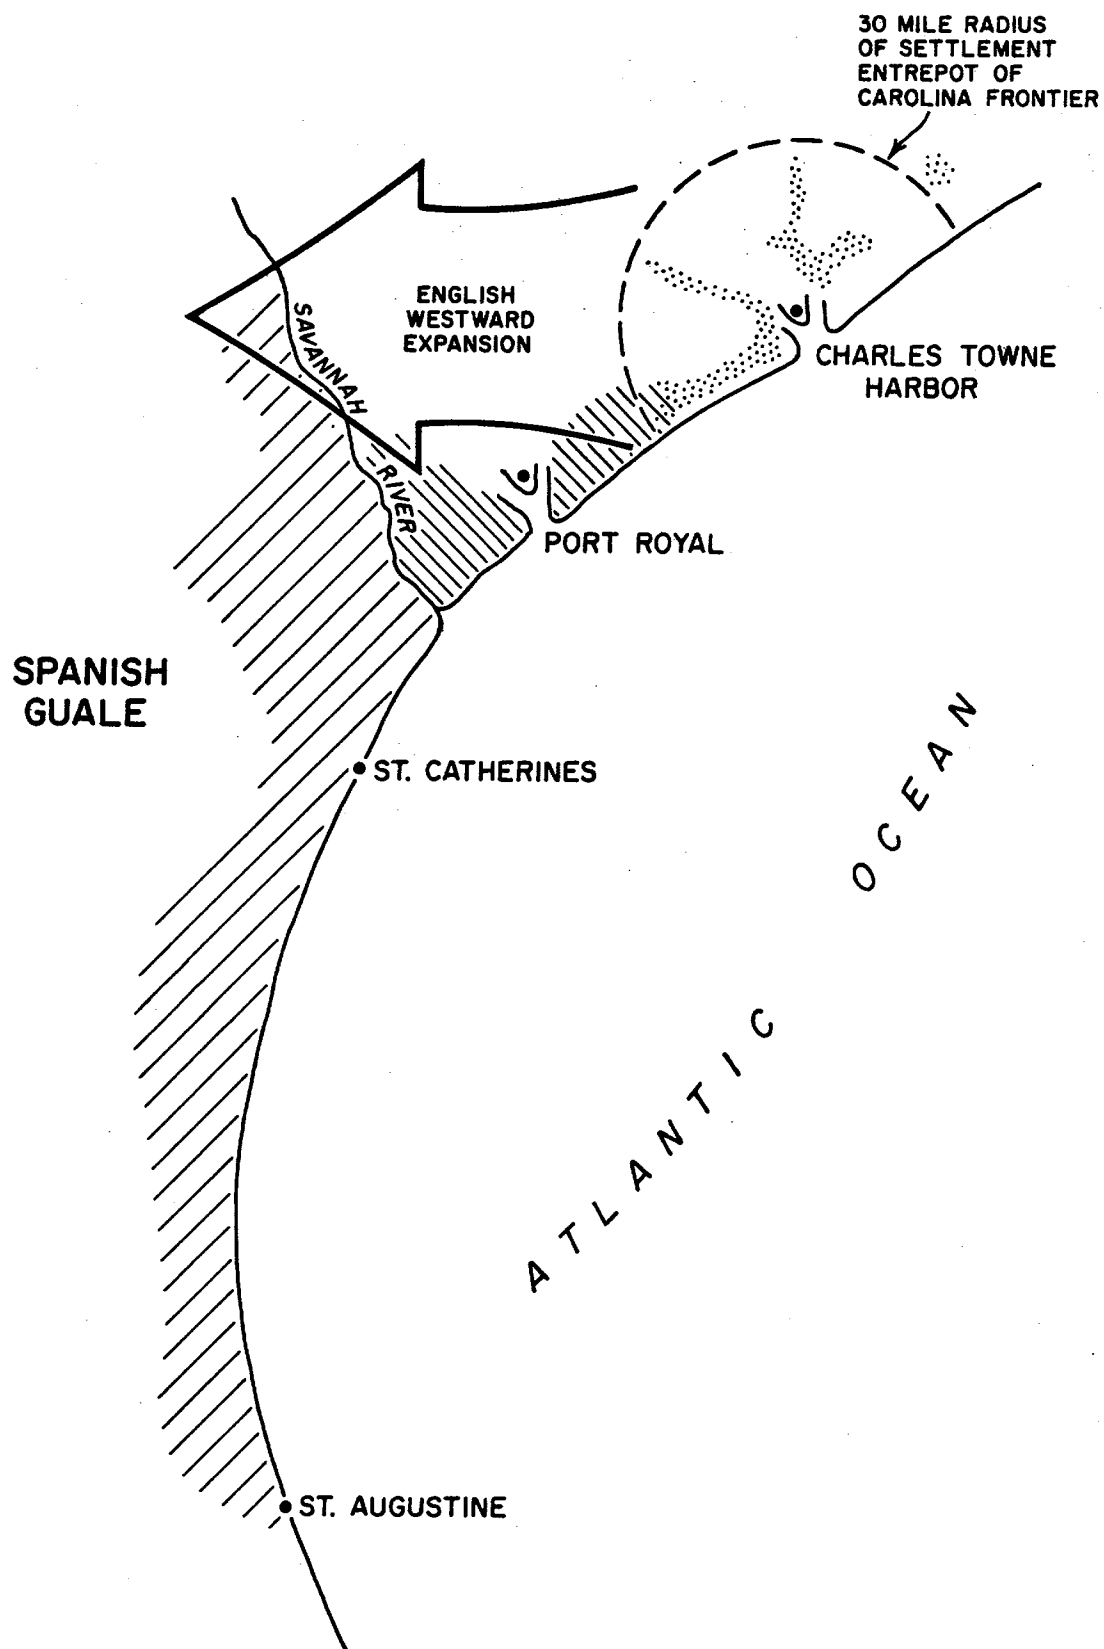 30 MILE RADIUS
OF SETTLEMENT
ENTREPOT OF
CAROLINA FRONTIER
ENGLISH
WESTWARD
EXPANSION
SAVANNAH
RIVER
CHARLES TOWNE
HARBOR
PORT ROYAL
SPANISH
GUALE
ST. CATHERINES
ATLANTIC OCEAN
ST. AUGUSTINE